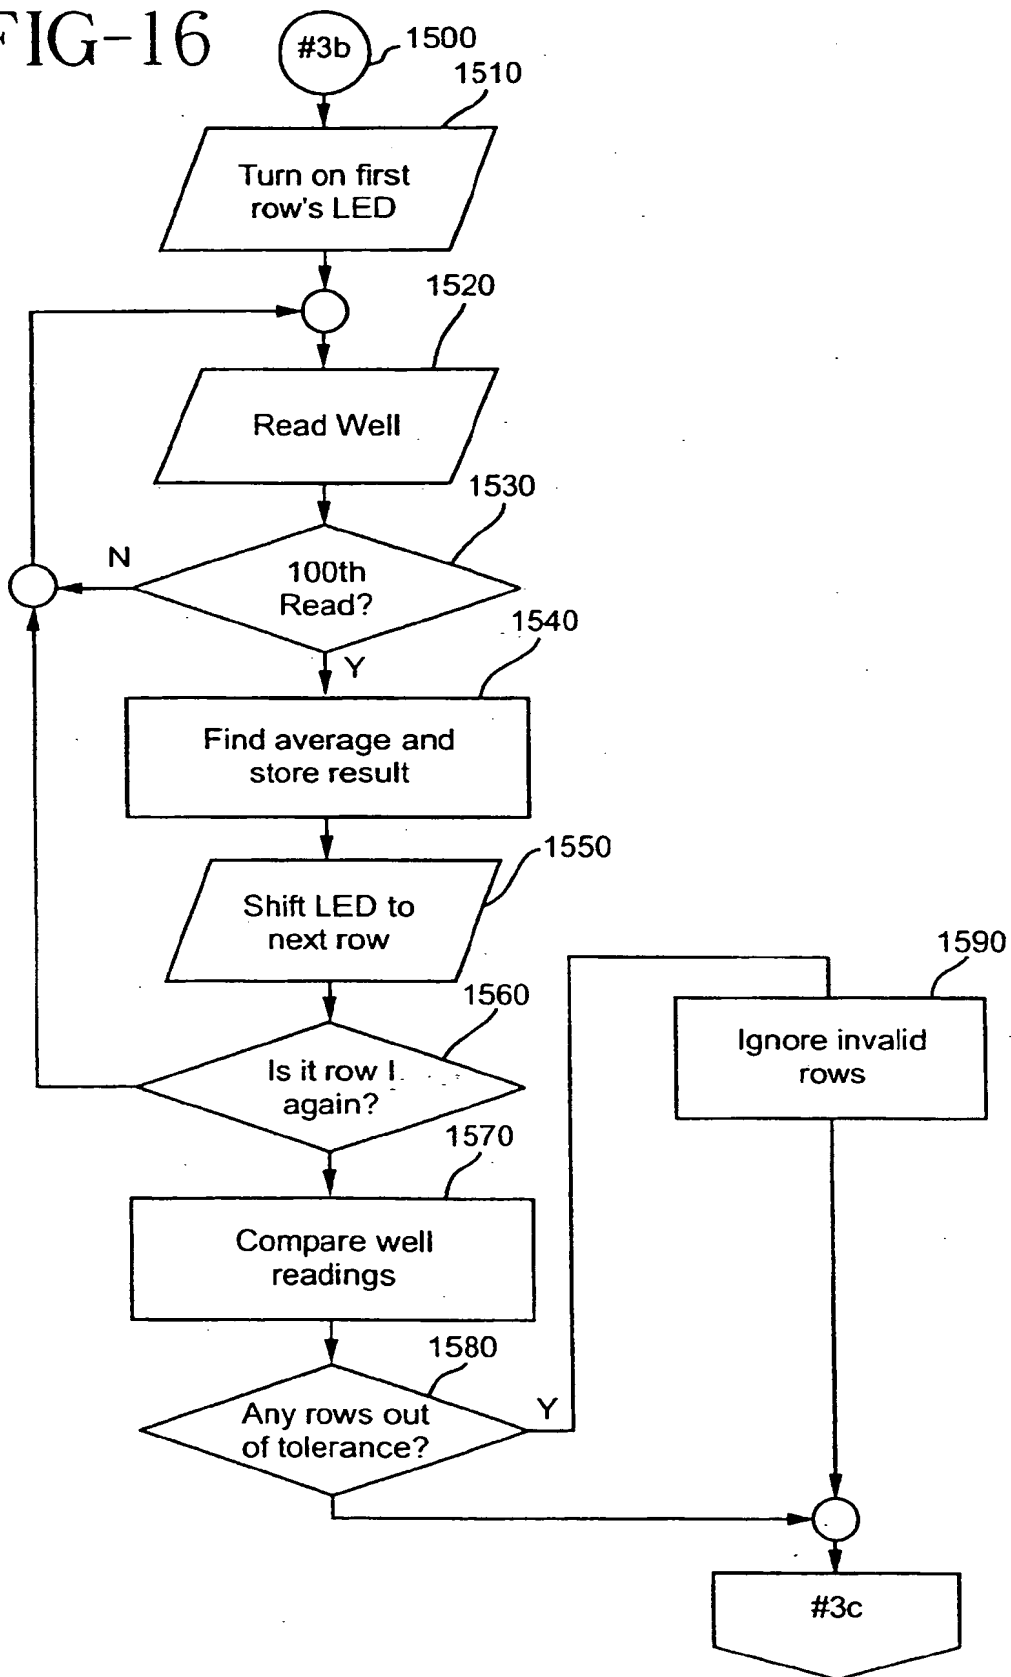 FIG-16
#3b
1500
1510
Turn on first
row's LED
1520
Read Well
1530
N
100th
Read?
1540
Y
Find average and
store result
1550
Shift LED to
next row
1590
1560
Ignore invalid
rows
Is it row I
again?
1570
Compare well
readings
1580
Y
Any rows out
of tolerance?
#3c